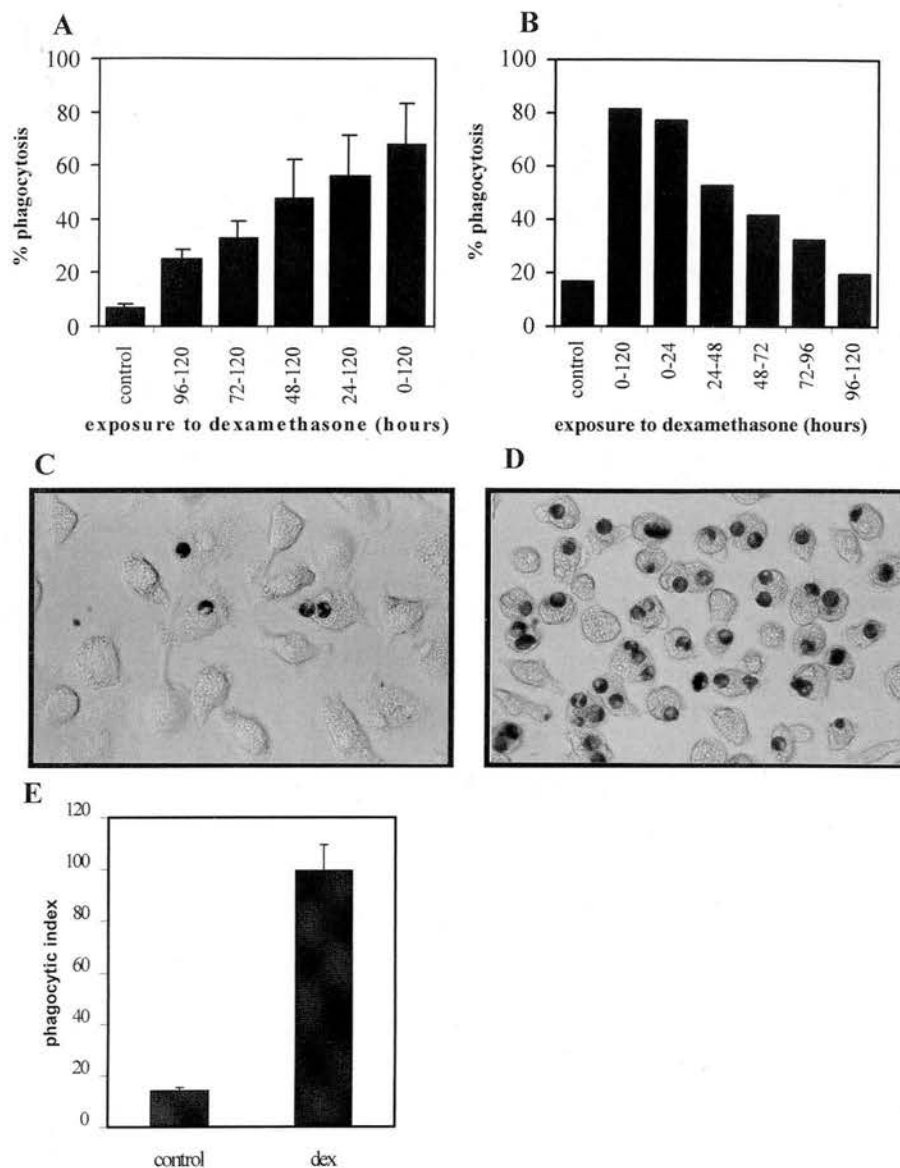 A
% phagocytosis
100
80
60
40
20
0
control
96-120
72-120
48-120
24-120
0-120
exposure to dexamethasone (hours)
B
% phagocytosis
100
80
60
40
20
0
control
0-120
0-24
24-48
48-72
72-96
96-120
exposure to dexamethasone (hours)
C
D
E
phagocytic index
120
100
80
60
40
20
0
control
dex